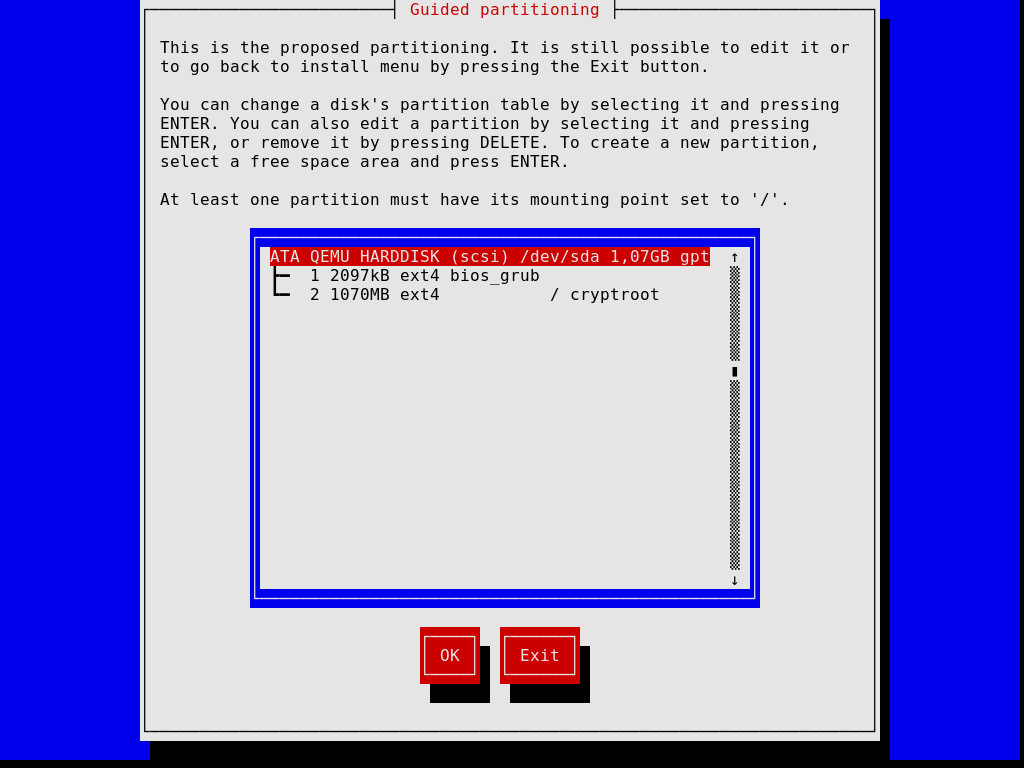 Guided partitioning
This is the proposed partitioning. It is still possible to edit it or
to go back to install menu by pressing the Exit button.
You can change a disk's partition table by selecting it and pressing
ENTER. You can also edit a partition by selecting it and pressing
ENTER, or remove it by pressing DELETE. To create a new partition,
select a free space area and press ENTER.
At least one partition must have its mounting point set to '/'.
ATA QEMU HARDDISK (scsi) /dev/sda 1,07GB gpt ↑
1 2097kB ext4 bios_grub
2 1070MB ext4 / cryptroot
↓
OK Exit